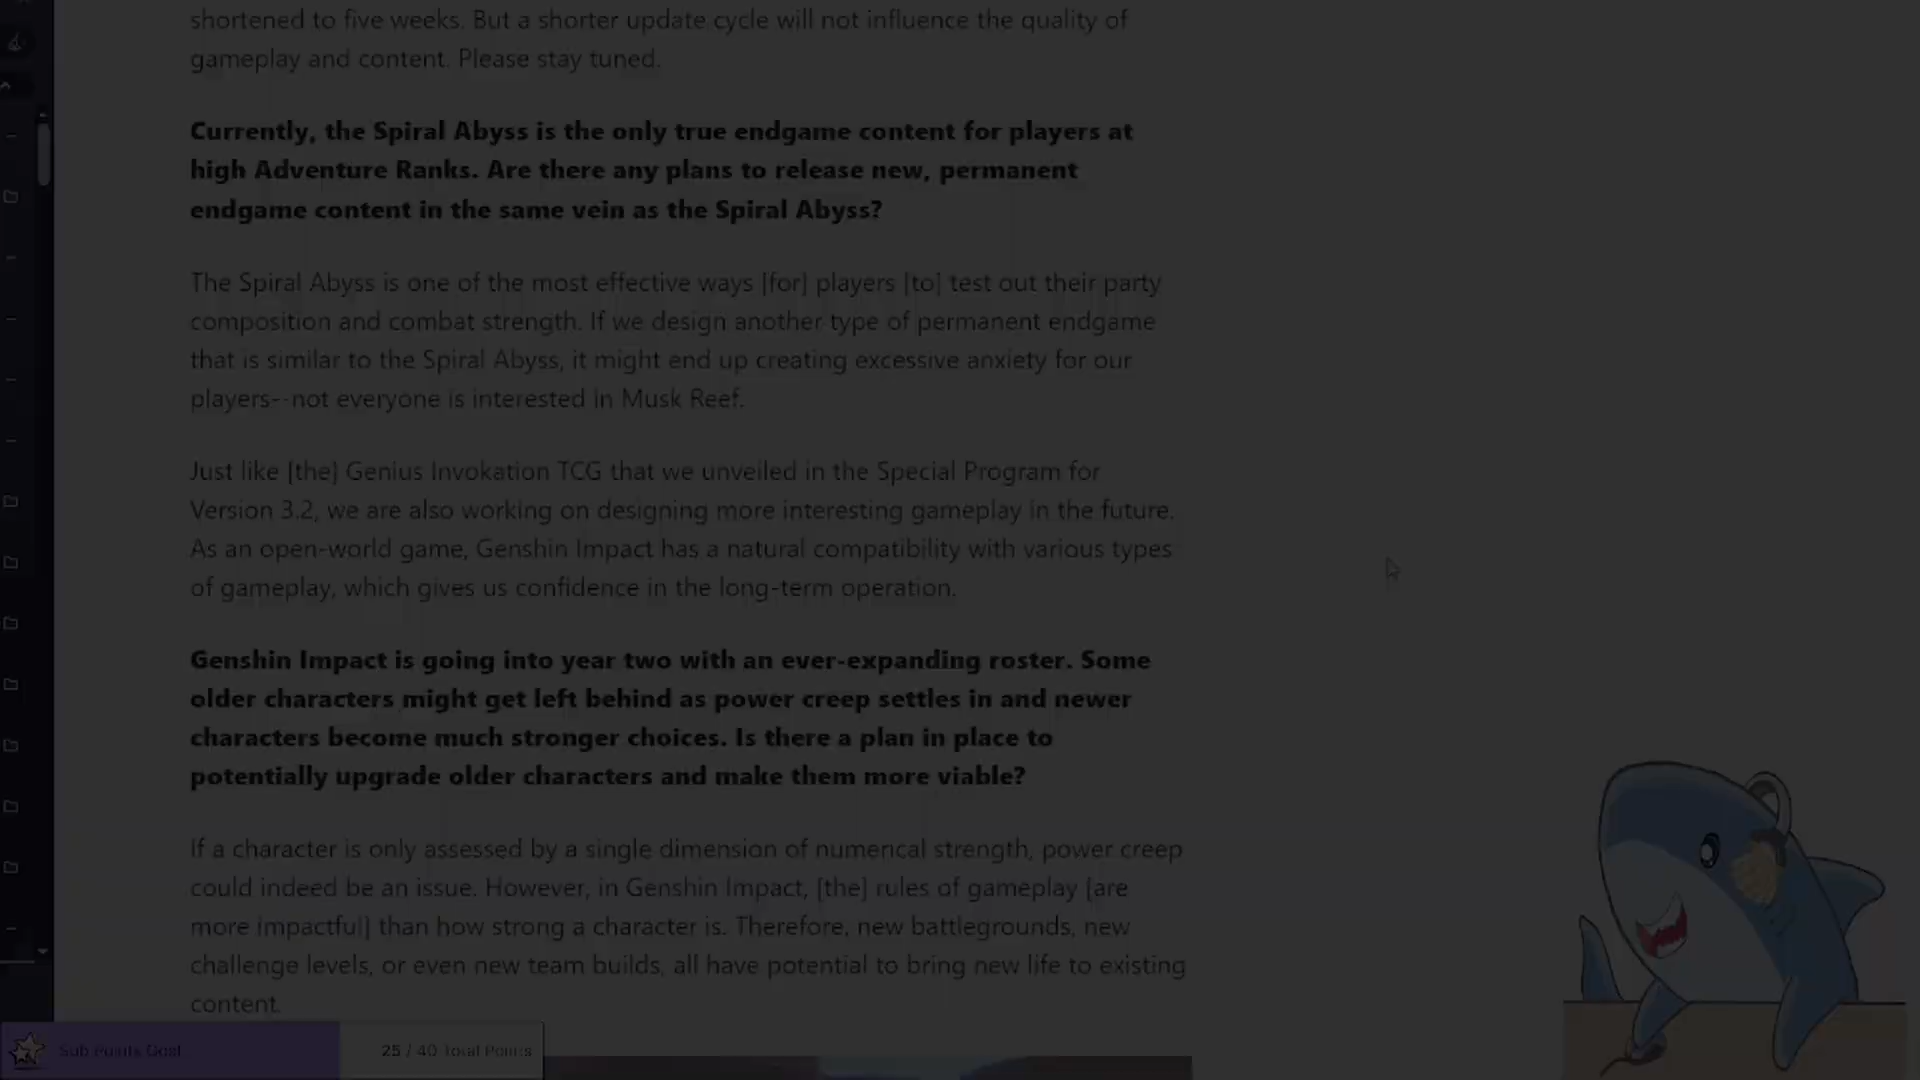 shortened to five weeks. But a shorter update cycle will not influence the quality of
gameplay and content. Please stay tuned.
Currently, the Spiral Abyss is the only true endgame content for players at
high Adventure Ranks. Are there any plans to release new, permanent
endgame content in the same vein as the Spiral Abyss?
The Spiral Abyss is one of the most effective ways [for] players [to] test out their party
composition and combat strength. If we design another type of permanent endgame
that is similar to the Spiral Abyss, it might end up creating excessive anxiety for our
players--not everyone is interested in Musk Reef.
Just like [the] Genius Invokation TCG that we unveiled in the Special Program for
Version 3.2, we are also working on designing more interesting gameplay in the future.
As an open-world game, Genshin Impact has a natural compatibility with various types
of gameplay, which gives us confidence in the long-term operation.
Genshin Impact is going into year two with an ever-expanding roster. Some
older characters might get left behind as power creep settles in and newer
characters become much stronger choices. Is there a plan in place to
potentially upgrade older characters and make them more viable?
If a character is only assessed by a single dimension of numerical strength, power creep
could indeed be an issue. However, in Genshin Impact, [the] rules of gameplay [are
more impactful] than how strong a character is. Therefore, new battlegrounds, new
challenge levels, or even new team builds, all have potential to bring new life to existing
content.
Sub Points Goal 25 / 40 Total Points